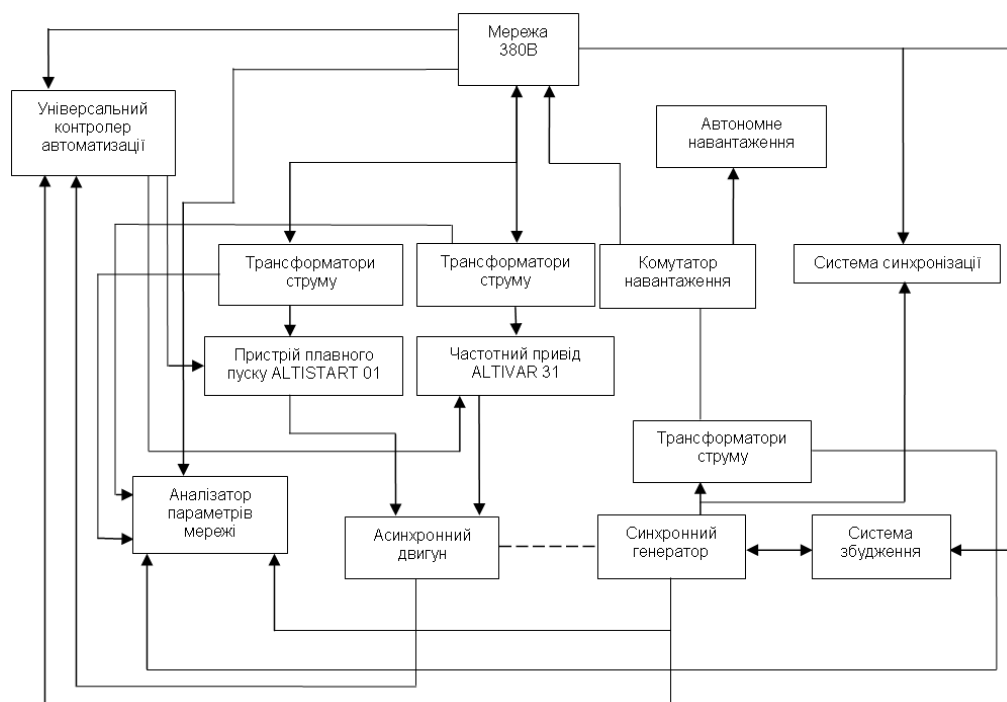 Мережа
380В
Універсальний
контролер
автоматизації
Автономне
навантаження
Трансформатори
струму
Трансформатори
струму
Комутатор
навантаження
Система синхронізації
Пристрій плавного
пуску ALTISTART 01
Частотний привід
ALTIVAR 31
Трансформатори
струму
Аналізатор
параметрів
мережі
Асинхронний
двигун
Синхронний
генератор
Система
збудження